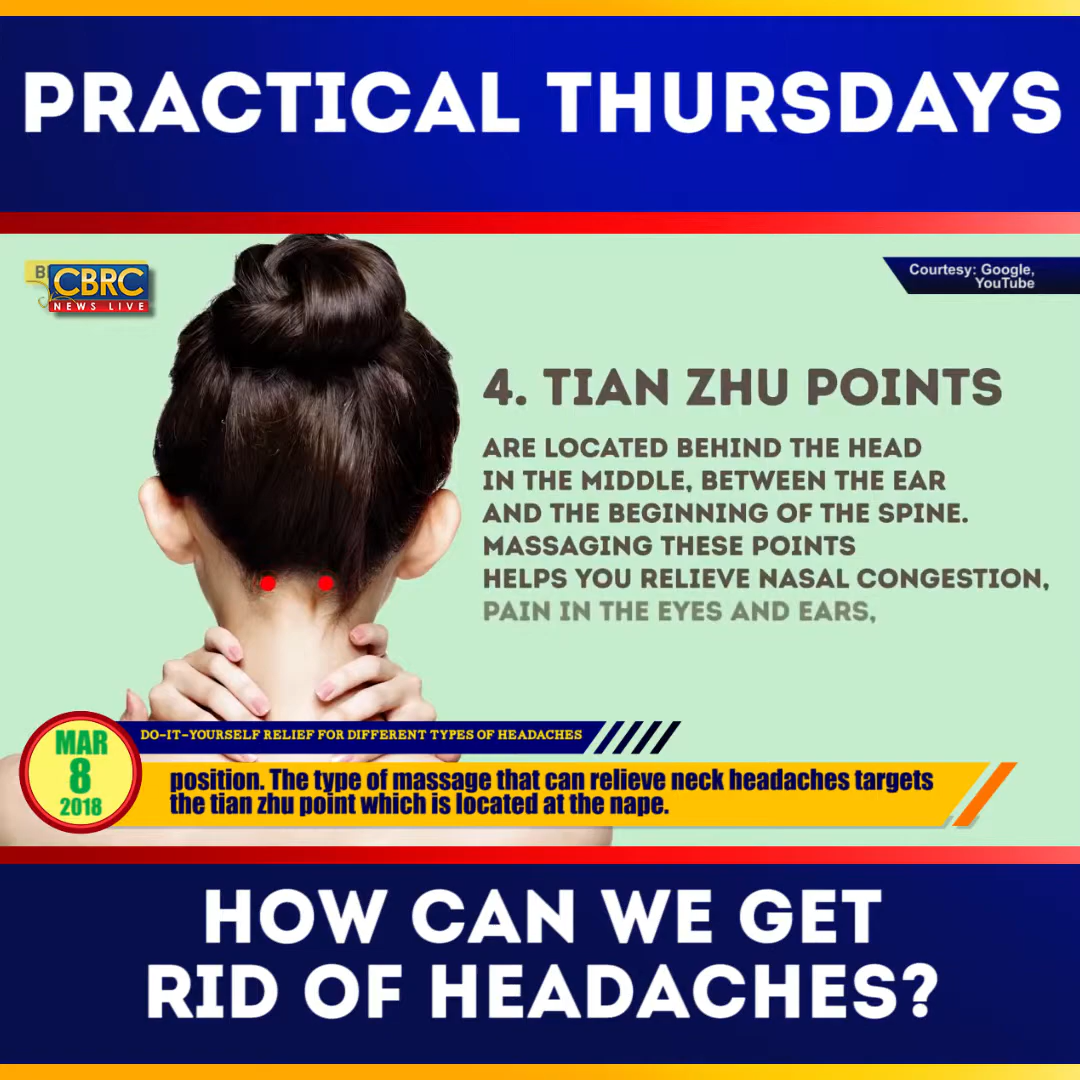 PRACTICAL THURSDAYS
CBRC
NEWS LIVE
Courtesy: Google,
YouTube
4. TIAN ZHU POINTS
ARE LOCATED BEHIND THE HEAD
IN THE MIDDLE, BETWEEN THE EAR
AND THE BEGINNING OF THE SPINE.
MASSAGING THESE POINTS
HELPS YOU RELIEVE NASAL CONGESTION,
PAIN IN THE EYES AND EARS,
MAR
8
2018
DO-IT-YOURSELF RELIEF FOR DIFFERENT TYPES OF HEADACHES
position. The type of massage that can relieve neck headaches targets
the tian zhu point which is located at the nape.
HOW CAN WE GET
RID OF HEADACHES?